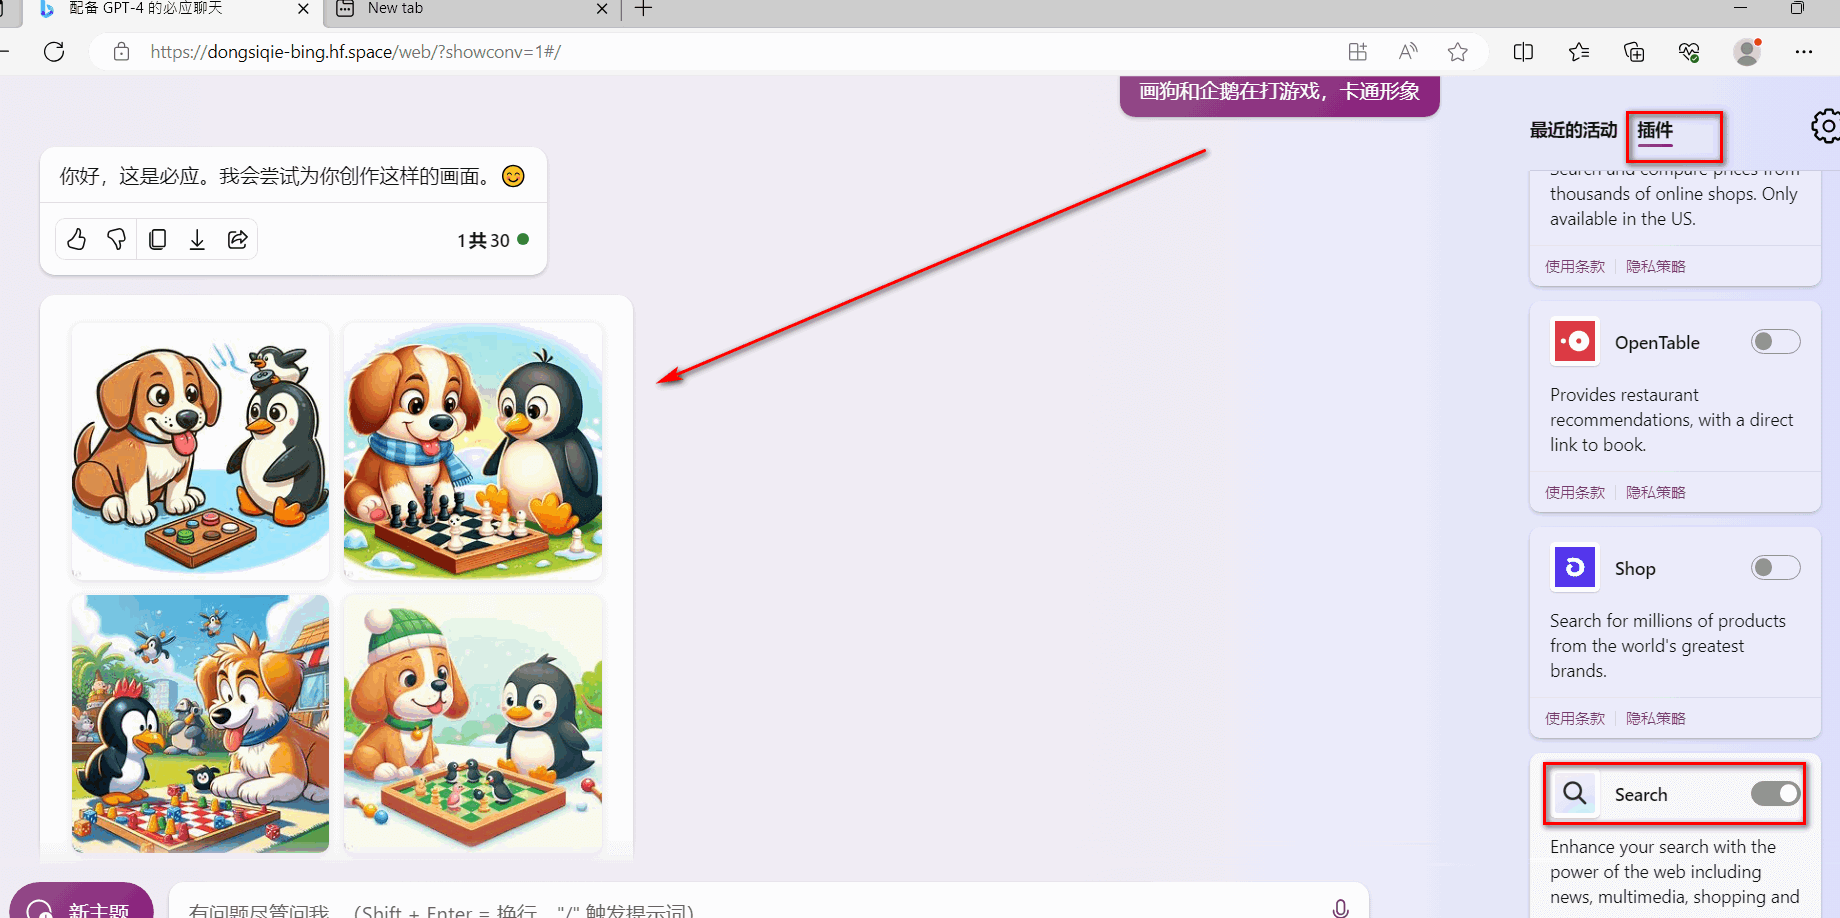 配备 GPT-4 的必应聊天
New tab
https://dongsiqie-bing.hf.space/web/?showconv=1#/
画狗和企鹅在打游戏，卡通形象
你好，这是必应。我会尝试为你创作这样的画面。😊
1共30
最近的活动 插件
Search and compare prices from
thousands of online shops. Only
available in the US.
使用条款 隐私策略
OpenTable
Provides restaurant
recommendations, with a direct
link to book.
使用条款 隐私策略
Shop
Search for millions of products
from the world's greatest
brands.
使用条款 隐私策略
Search
Enhance your search with the
power of the web including
news, multimedia, shopping and
新主题
有问题尽管问我 （Shift + Enter = 换行，"/" 触发提示词）